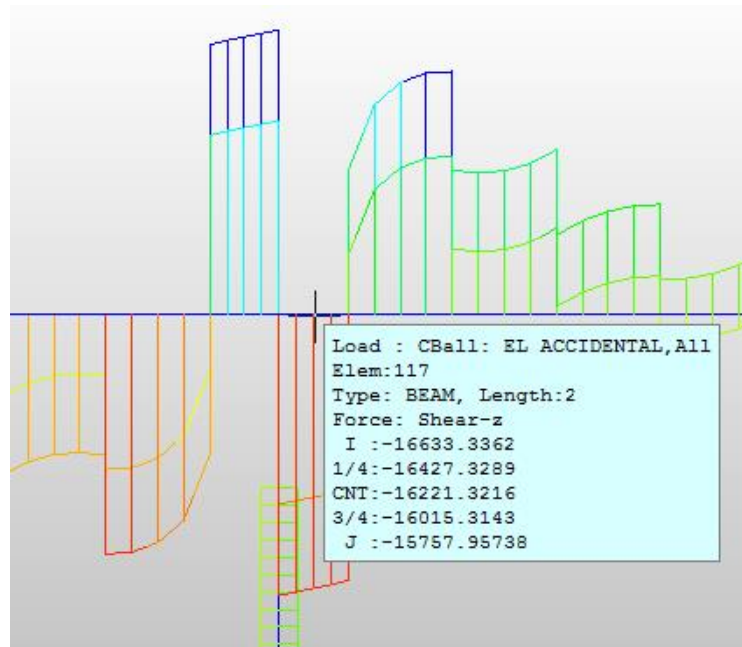 Load : CBall: EL ACCIDENTAL,All
Elem:117
Type: BEAM, Length:2
Force: Shear-z
I :-16633.3362
1/4:-16427.3289
CNT:-16221.3216
3/4:-16015.3143
J :-15757.95738